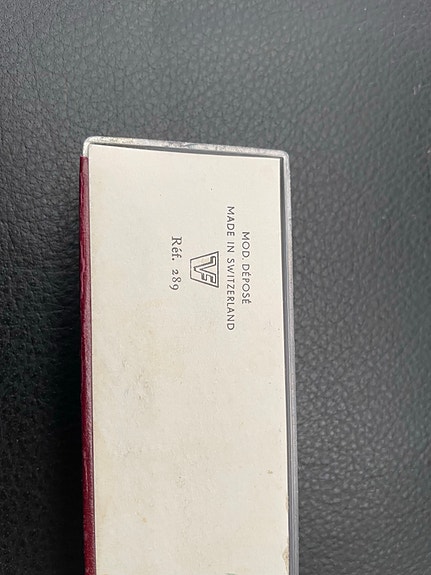 MOD. DÉPOSÉ
MADE IN SWITZERLAND
Réf. 289